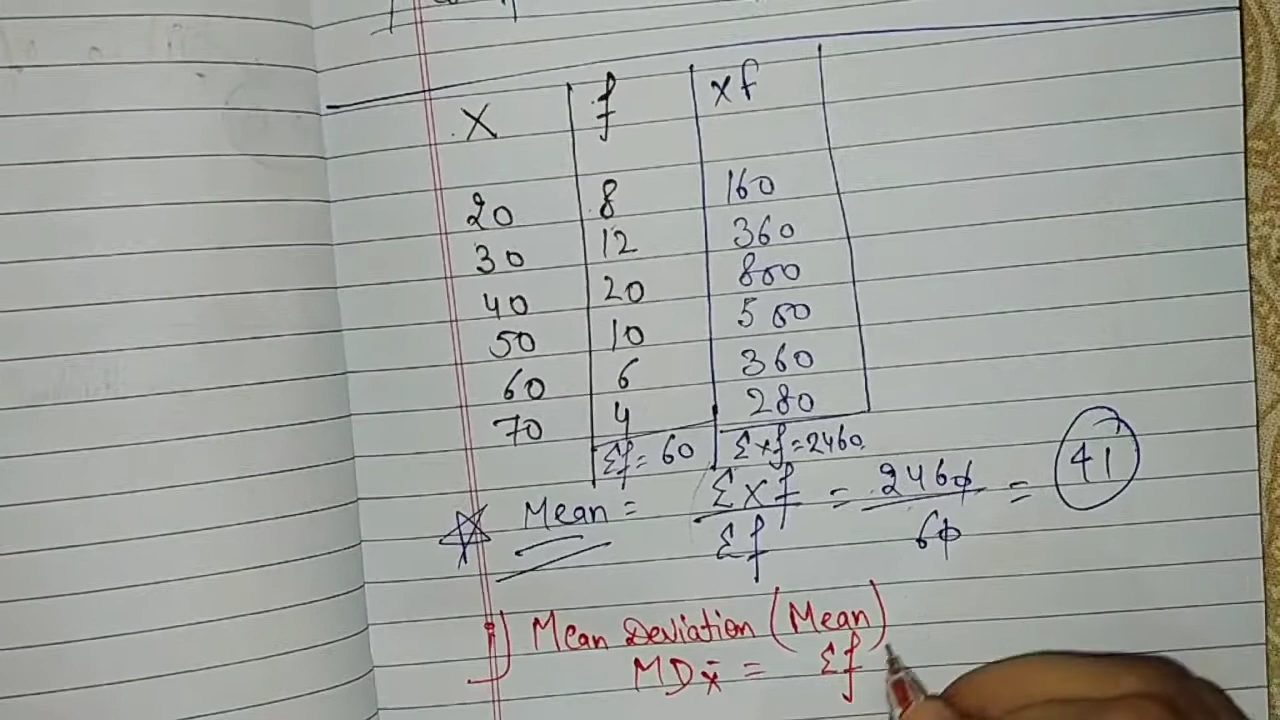 X f xf
20 8 160
30 12 360
40 20 800
50 10 500
60 6 360
70 4 280
Σf = 60 Σxf = 2460
Mean = Σxf / Σf = 2460 / 60 = 41
Mean Deviation (Mean)
MDx̄ = Σf